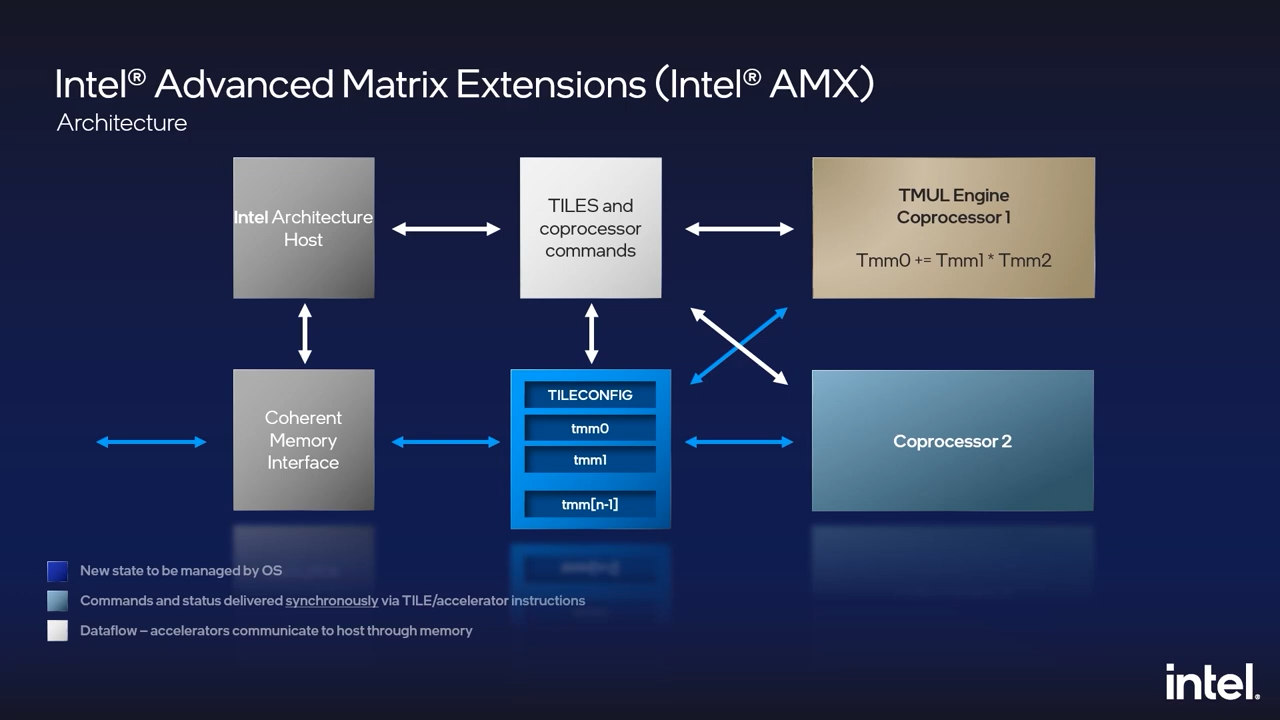 Intel® Advanced Matrix Extensions (Intel® AMX)
Architecture
Intel Architecture
Host
TILES and
coprocessor
commands
TMUL Engine
Coprocessor 1
Tmm0 += Tmm1 * Tmm2
Coherent
Memory
Interface
TILECONFIG
tmm0
tmm1
tmm[n-1]
Coprocessor 2
New state to be managed by OS
Commands and status delivered synchronously via TILE/accelerator instructions
Dataflow – accelerators communicate to host through memory
intel.